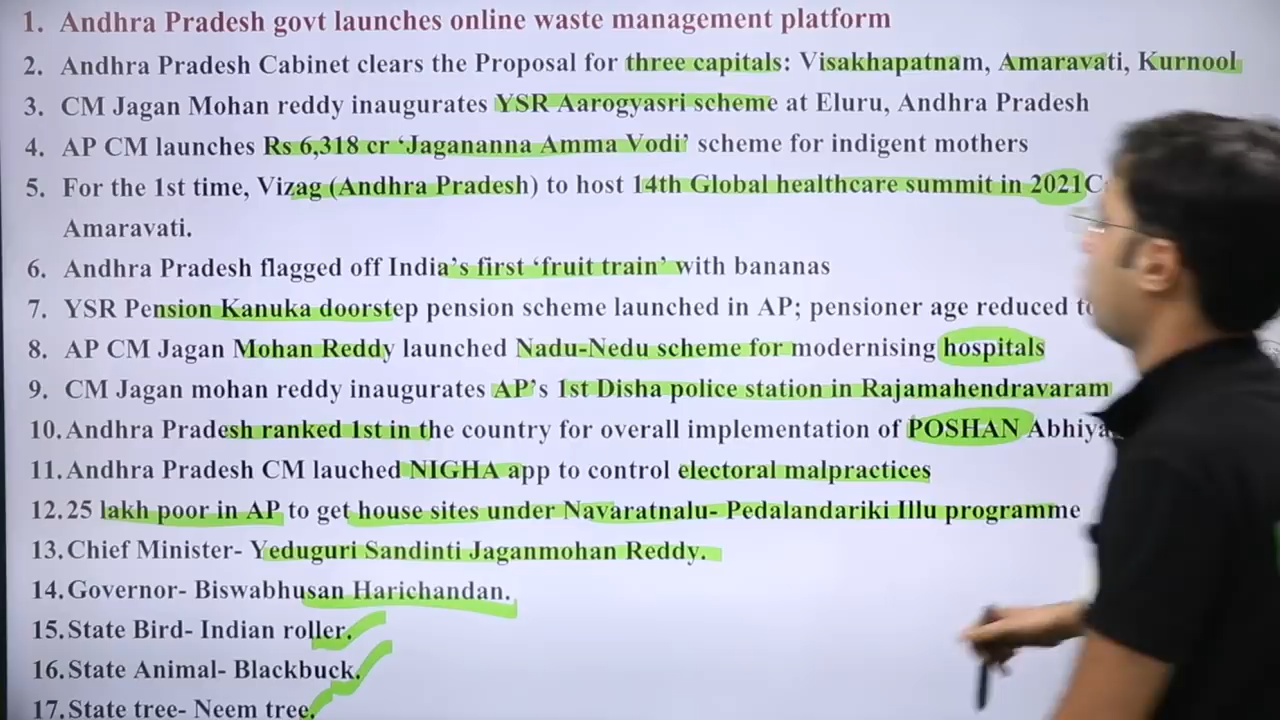 1. Andhra Pradesh govt launches online waste management platform
2. Andhra Pradesh Cabinet clears the Proposal for three capitals: Visakhapatnam, Amaravati, Kurnool
3. CM Jagan Mohan reddy inaugurates YSR Aarogyasri scheme at Eluru, Andhra Pradesh
4. AP CM launches Rs 6,318 cr ‘Jagananna Amma Vodi’ scheme for indigent mothers
5. For the 1st time, Vizag (Andhra Pradesh) to host 14th Global healthcare summit in 2021
Amaravati.
6. Andhra Pradesh flagged off India’s first ‘fruit train’ with bananas
7. YSR Pension Kanuka doorstep pension scheme launched in AP; pensioner age reduced
8. AP CM Jagan Mohan Reddy launched Nadu-Nedu scheme for modernising hospitals
9. CM Jagan mohan reddy inaugurates AP’s 1st Disha police station in Rajamahendravaram
10. Andhra Pradesh ranked 1st in the country for overall implementation of POSHAN
11. Andhra Pradesh CM lauched NIGHA app to control electoral malpractices
12. 25 lakh poor in AP to get house sites under Navaratnalu- Pedalandariki Illu programme
13. Chief Minister- Yeduguri Sandinti Jaganmohan Reddy.
14. Governor- Biswabhusan Harichandan.
15. State Bird- Indian roller.
16. State Animal- Blackbuck.
17. State tree- Neem tree.